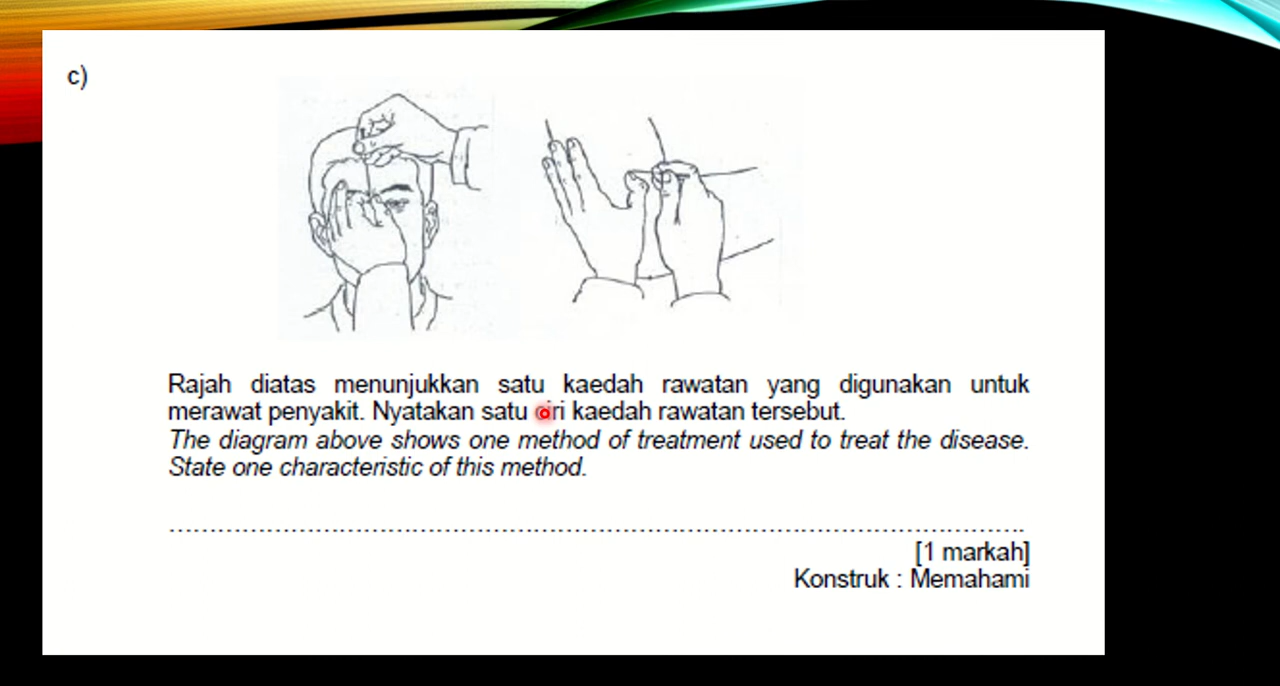 c)
Rajah diatas menunjukkan satu kaedah rawatan yang digunakan untuk
merawat penyakit. Nyatakan satu ciri kaedah rawatan tersebut.
The diagram above shows one method of treatment used to treat the disease.
State one characteristic of this method.
[1 markah]
Konstruk : Memahami